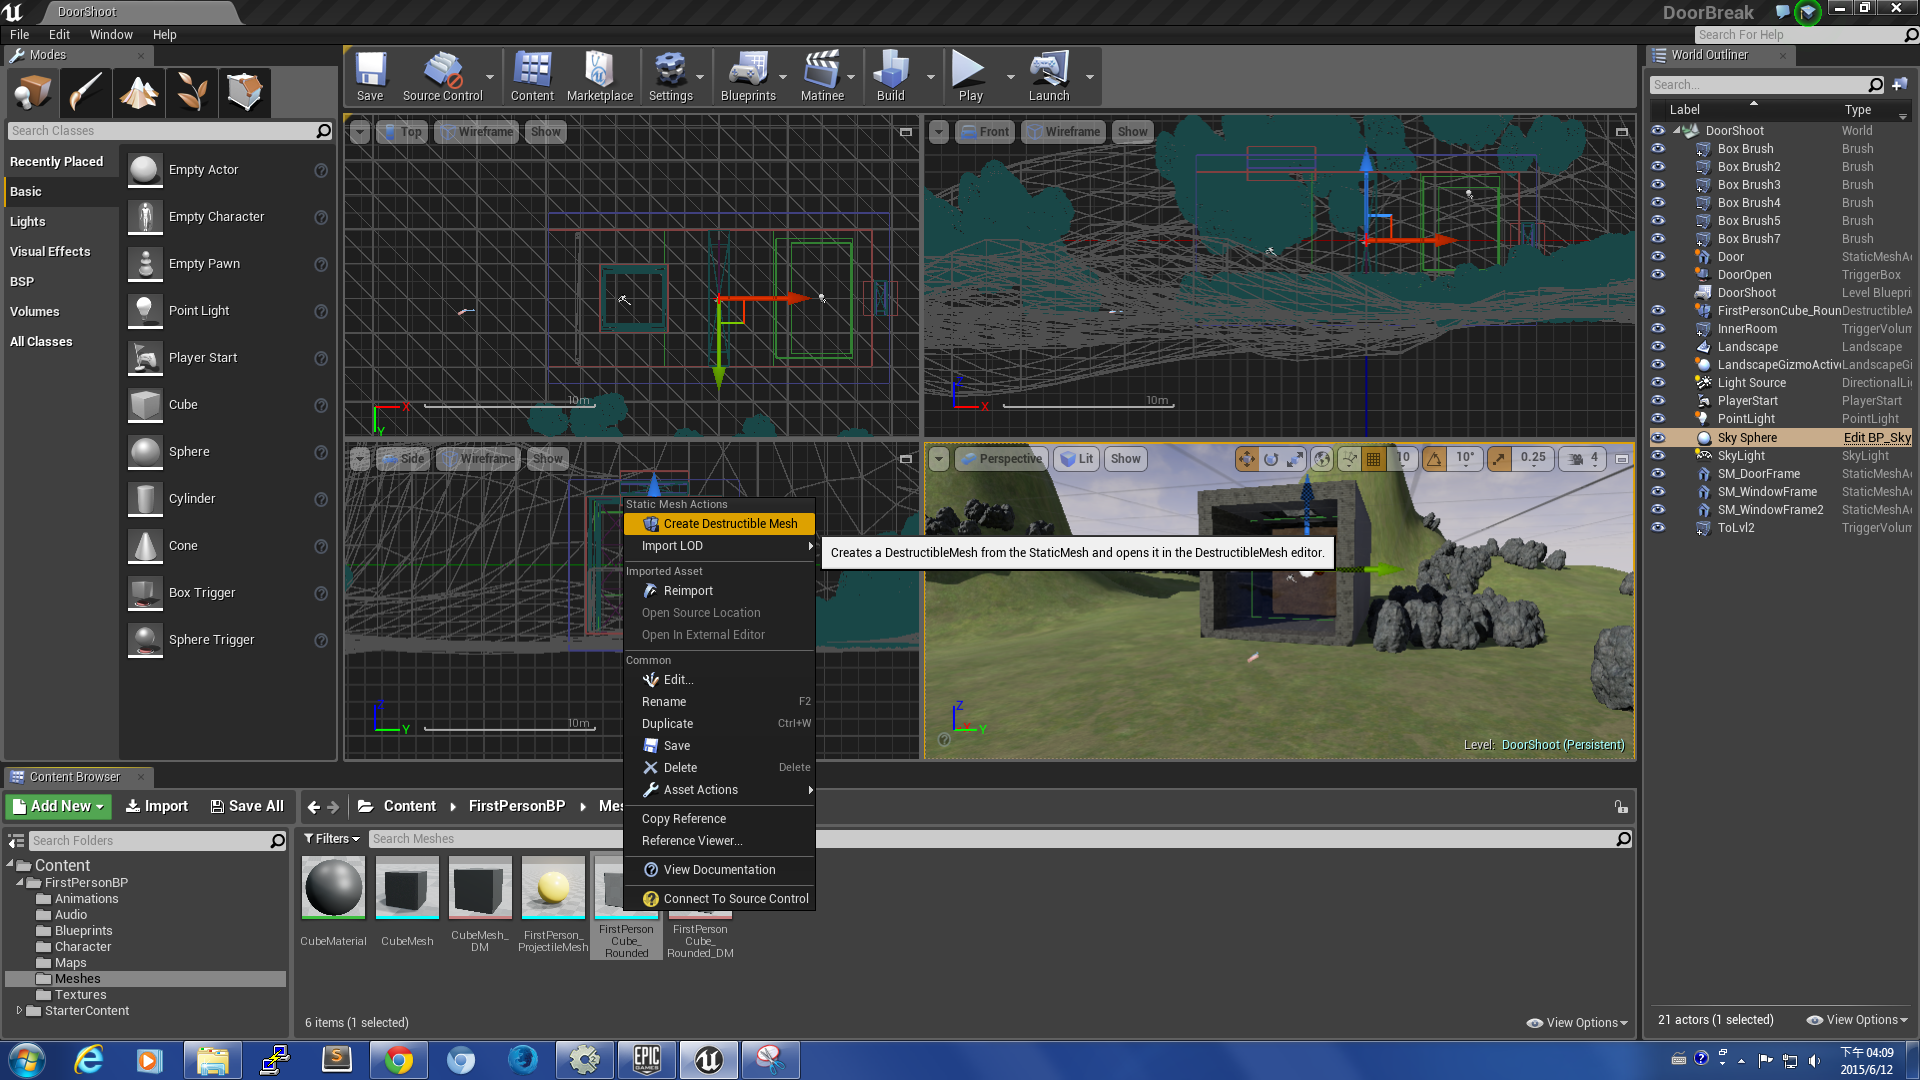 DoorShoot
DoorBreak
File Edit Window Help
Search For Help
Modes
Search Classes
Recently Placed
Basic
Lights
Visual Effects
BSP
Volumes
All Classes
Empty Actor
Empty Character
Empty Pawn
Point Light
Player Start
Cube
Sphere
Cylinder
Cone
Box Trigger
Sphere Trigger
Save
Source Control
Content
Marketplace
Settings
Blueprints
Matinee
Build
Play
Launch
Top Wireframe Show
10m
X
Y
Front Wireframe Show
10m
X
Side Wireframe Show
10m
Z
Y
Perspective Lit Show
10 10° 0.25 4
Z
Y
Level: DoorShoot (Persistent)
Static Mesh Actions
Create Destructible Mesh
Import LOD
Creates a DestructibleMesh from the StaticMesh and opens it in the DestructibleMesh editor.
Imported Asset
Reimport
Open Source Location
Open In External Editor
Common
Edit...
Rename F2
Duplicate Ctrl+W
Save
Delete Delete
Asset Actions
Copy Reference
Reference Viewer...
View Documentation
Connect To Source Control
World Outliner
Search...
Label Type
DoorShoot World
Box Brush Brush
Box Brush2 Brush
Box Brush3 Brush
Box Brush4 Brush
Box Brush5 Brush
Box Brush7 Brush
Door StaticMeshA
DoorOpen TriggerBox
DoorShoot Level Bluepri
FirstPersonCube_Roun DestructibleA
InnerRoom TriggerVolum
Landscape Landscape
LandscapeGizmoActiv LandscapeGi
Light Source DirectionalLi
PlayerStart PlayerStart
PointLight PointLight
Sky Sphere Edit BP_Sky
SkyLight SkyLight
SM_DoorFrame StaticMeshA
SM_WindowFrame StaticMeshA
SM_WindowFrame2 StaticMeshA
ToLvl2 TriggerVolum
21 actors (1 selected) View Options
Content Browser
Add New Import Save All
Content FirstPersonBP Mes
Search Folders
Filters Search Meshes
Content
FirstPersonBP
Animations
Audio
Blueprints
Character
Maps
Meshes
Textures
StarterContent
CubeMaterial
CubeMesh
CubeMesh_
DM
FirstPerson_
ProjectileMesh
FirstPerson
Cube_
Rounded
FirstPerson
Cube_
Rounded_DM
6 items (1 selected) View Options
EPIC
GAMES
下午 04:09
2015/6/12